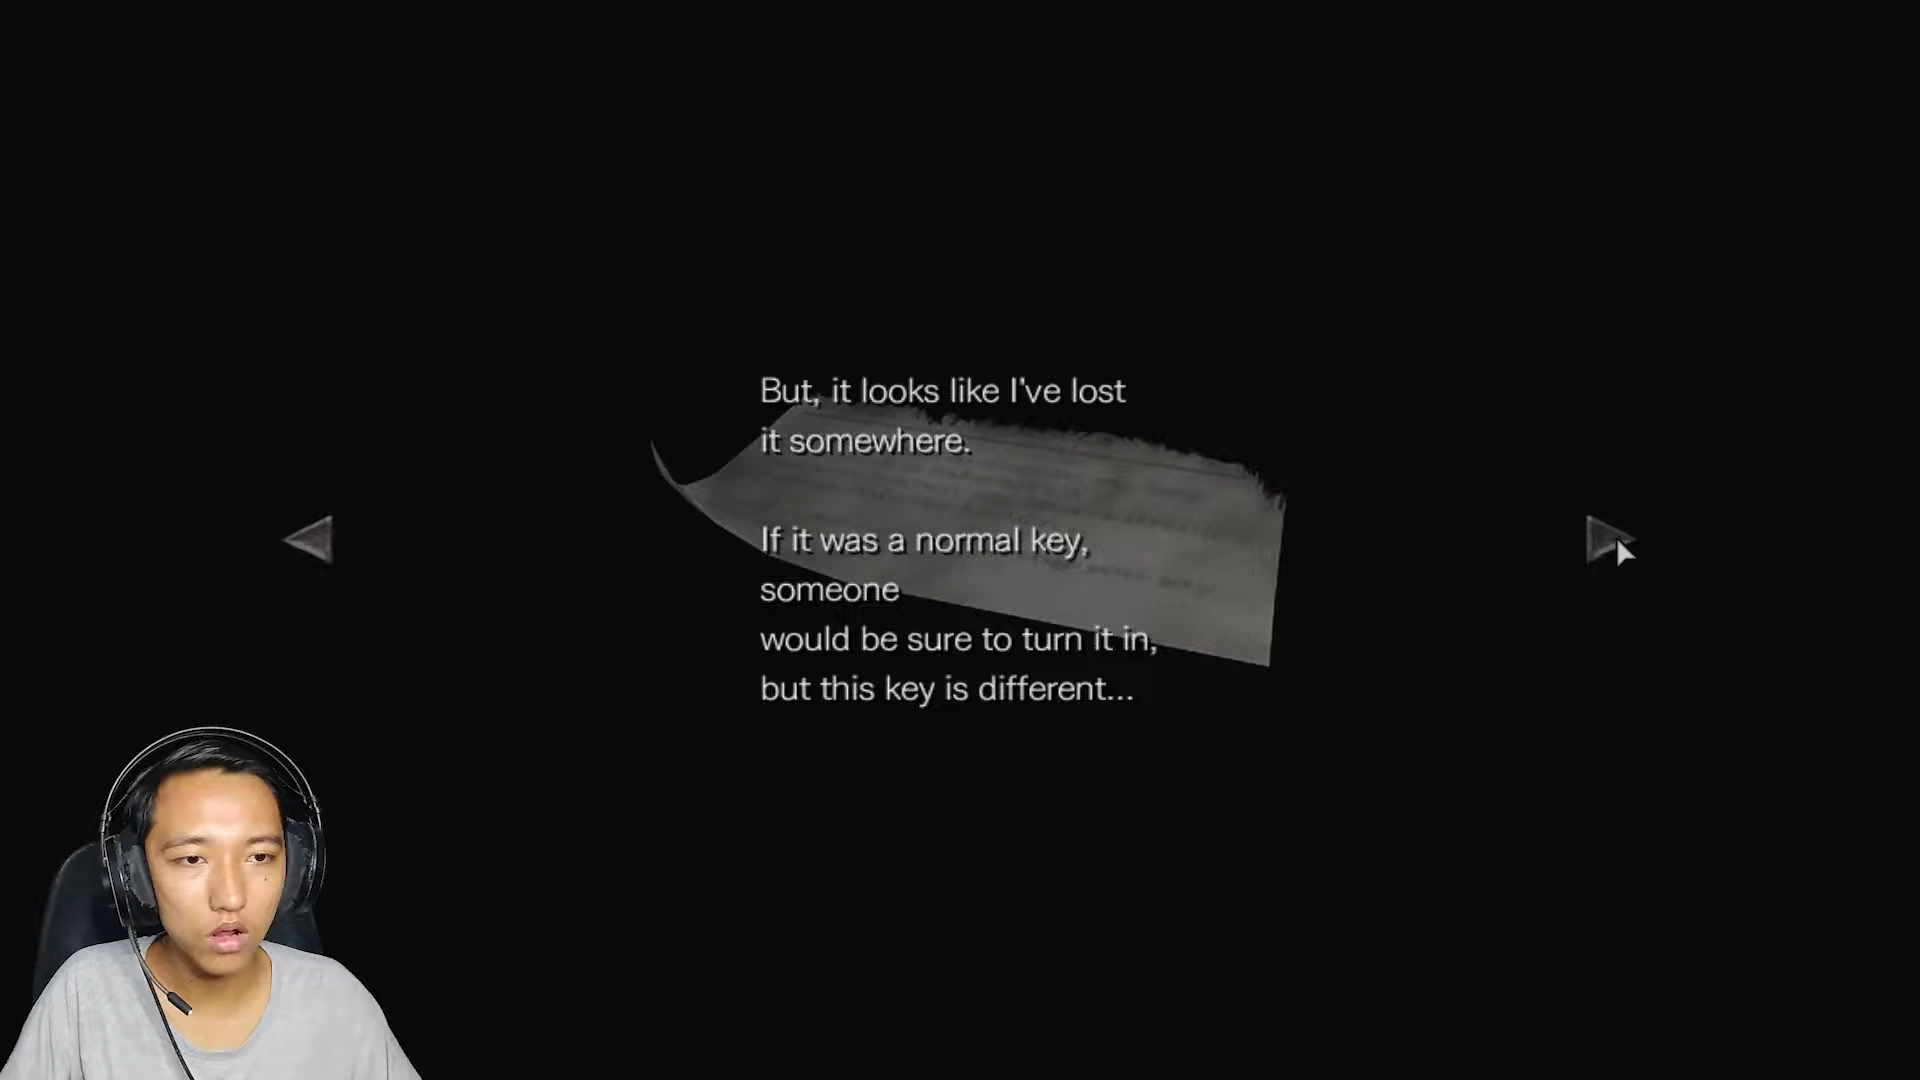 But, it looks like I've lost
it somewhere.
If it was a normal key,
someone
would be sure to turn it in,
but this key is different...